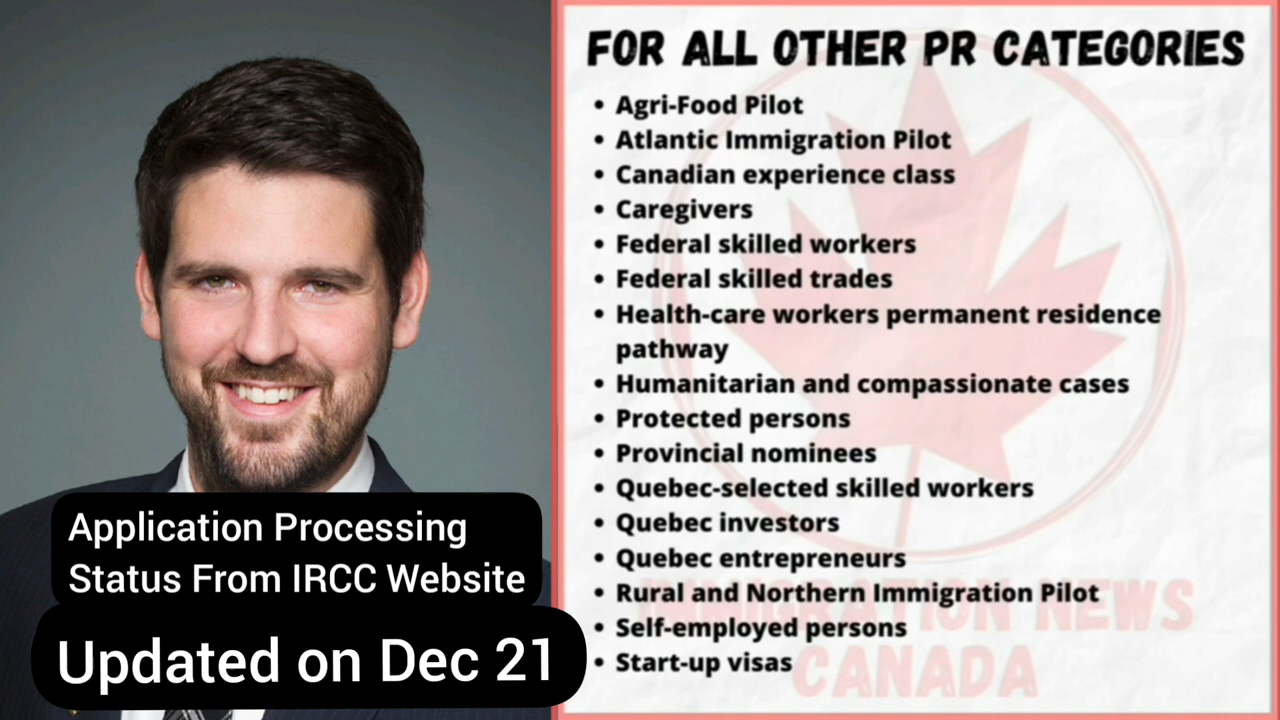 Application Processing
Status From IRCC Website
Updated on Dec 21
FOR ALL OTHER PR CATEGORIES
• Agri-Food Pilot
• Atlantic Immigration Pilot
• Canadian experience class
• Caregivers
• Federal skilled workers
• Federal skilled trades
• Health-care workers permanent residence
pathway
• Humanitarian and compassionate cases
• Protected persons
• Provincial nominees
• Quebec-selected skilled workers
• Quebec investors
• Quebec entrepreneurs
• Rural and Northern Immigration Pilot
• Self-employed persons
• Start-up visas
IMMIGRATION NEWS
CANADA